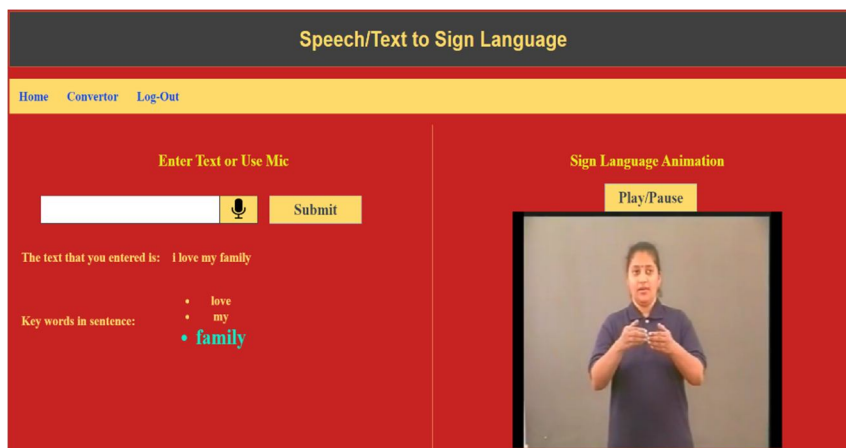 Speech/Text to Sign Language
Home Convertor Log-Out
Enter Text or Use Mic
Submit
The text that you entered is: i love my family
Key words in sentence:
love
my
family
Sign Language Animation
Play/Pause